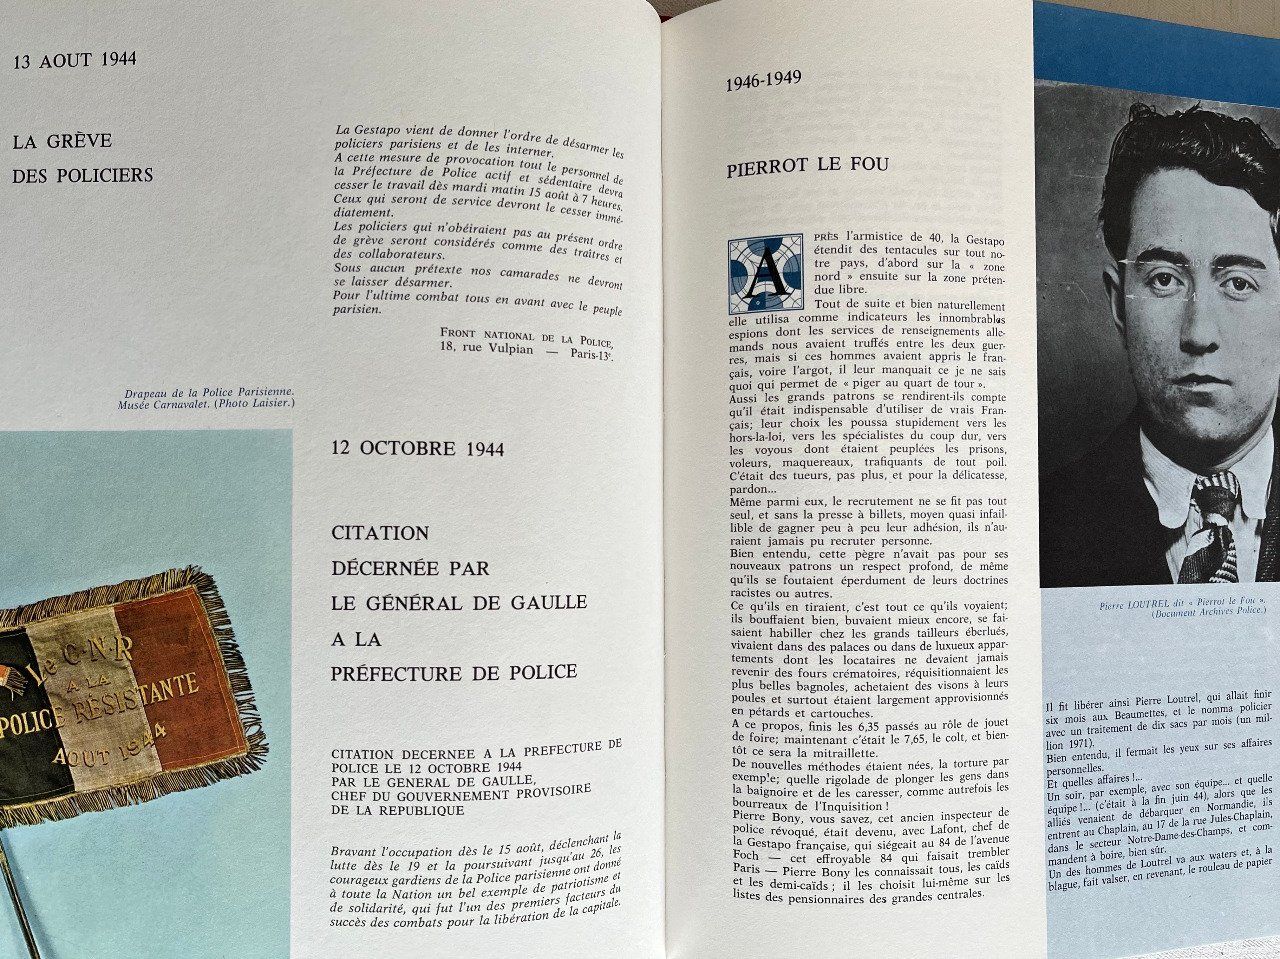 13 AOUT 1944
LA GRÈVE
DES POLICIERS
La Gestapo vient de donner l'ordre de désarmer les
policiers parisiens et de les interner.
A cette mesure de provocation tout le personnel de
la Préfecture de Police actif et sédentaire devra
cesser le travail dès mardi matin 15 août à 7 heures.
Ceux qui seront de service devront le cesser immé-
diatement.
Les policiers qui n'obéiraient pas au présent ordre
de grève seront considérés comme des traîtres et
des collaborateurs.
Sous aucun prétexte nos camarades ne devront
se laisser désarmer.
Pour l'ultime combat tous en avant avec le peuple
parisien.
FRONT NATIONAL DE LA POLICE,
18, rue Vulpian — Paris-13e.
Drapeau de la Police Parisienne.
Musée Carnavalet. (Photo Laisier.)
Le C·N·R
A LA
POLICE RÉSISTANTE
AOUT 1944
12 OCTOBRE 1944
CITATION
DÉCERNÉE PAR
LE GÉNÉRAL DE GAULLE
A LA
PRÉFECTURE DE POLICE
CITATION DECERNEE A LA PREFECTURE DE
POLICE LE 12 OCTOBRE 1944
PAR LE GENERAL DE GAULLE,
CHEF DU GOUVERNEMENT PROVISOIRE
DE LA REPUBLIQUE
Bravant l'occupation dès le 15 août, déclenchant la
lutte dès le 19 et la poursuivant jusqu'au 26, les
courageux gardiens de la Police parisienne ont donné
à toute la Nation un bel exemple de patriotisme et
de solidarité, qui fut l'un des premiers facteurs du
succès des combats pour la libération de la capitale.
1946-1949
PIERROT LE FOU
APRÈS l'armistice de 40, la Gestapo
étendit des tentacules sur tout no-
tre pays, d'abord sur la « zone
nord » ensuite sur la zone préten-
due libre.
Tout de suite et bien naturellement
elle utilisa comme indicateurs les innombrables
espions dont les services de renseignements alle-
mands nous avaient truffés entre les deux guer-
res, mais si ces hommes avaient appris le fran-
çais, voire l'argot, il leur manquait ce je ne sais
quoi qui permet de « piger au quart de tour ».
Aussi les grands patrons se rendirent-ils compte
qu'il était indispensable d'utiliser de vrais Fran-
çais; leur choix les poussa stupidement vers les
hors-la-loi, vers les spécialistes du coup dur, vers
les voyous dont étaient peuplées les prisons,
voleurs, maquereaux, trafiquants de tout poil.
C'était des tueurs, pas plus, et pour la délicatesse,
pardon...
Même parmi eux, le recrutement ne se fit pas tout
seul, et sans la presse à billets, moyen quasi infail-
lible de gagner peu à peu leur adhésion, ils n'au-
raient jamais pu recruter personne.
Bien entendu, cette pègre n'avait pas pour ses
nouveaux patrons un respect profond, de même
qu'ils se foutaient éperdument de leurs doctrines
racistes ou autres.
Ce qu'ils en tiraient, c'est tout ce qu'ils voyaient;
ils bouffaient bien, buvaient mieux encore, se fai-
saient habiller chez les grands tailleurs éberlués,
vivaient dans des palaces ou dans de luxueux appar-
tements dont les locataires ne devaient jamais
revenir des fours crématoires, réquisitionnaient les
plus belles bagnoles, achetaient des visons à leurs
poules et surtout étaient largement approvisionnés
en pétards et cartouches.
A ce propos, finis les 6,35 passés au rôle de jouet
de foire; maintenant c'était le 7,65, le colt, et bien-
tôt ce sera la mitraillette.
De nouvelles méthodes étaient nées, la torture par
exemple; quelle rigolade de plonger les gens dans
la baignoire et de les caresser, comme autrefois les
bourreaux de l'Inquisition !
Pierre Bony, vous savez, cet ancien inspecteur de
police révoqué, était devenu, avec Lafont, chef de
la Gestapo française, qui siégeait au 84 de l'avenue
Foch — cet effroyable 84 qui faisait trembler
Paris — Pierre Bony les connaissait tous, les caïds
et les demi-caïds ; il les choisit lui-même sur les
listes des pensionnaires des grandes centrales.
Pierre LOUTREL dit « Pierrot le Fou ».
(Document Archives Police.)
Il fit libérer ainsi Pierre Loutrel, qui allait finir
six mois aux Beaumettes, et le nomma policier
avec un traitement de dix sacs par mois (un mil-
lion 1971).
Bien entendu, il fermait les yeux sur ses affaires
personnelles.
Et quelles affaires !...
Un soir, par exemple, avec son équipe... et quelle
équipe !... (c'était à la fin juin 44), alors que les
alliés venaient de débarquer en Normandie, ils
entrent au Chaplain, au 17 de la rue Jules-Chaplain,
dans le secteur Notre-Dame-des-Champs, et com-
mandent à boire, bien sûr.
Un des hommes de Loutrel va aux waters et, à la
blague, fait valser, en revenant, le rouleau de papier